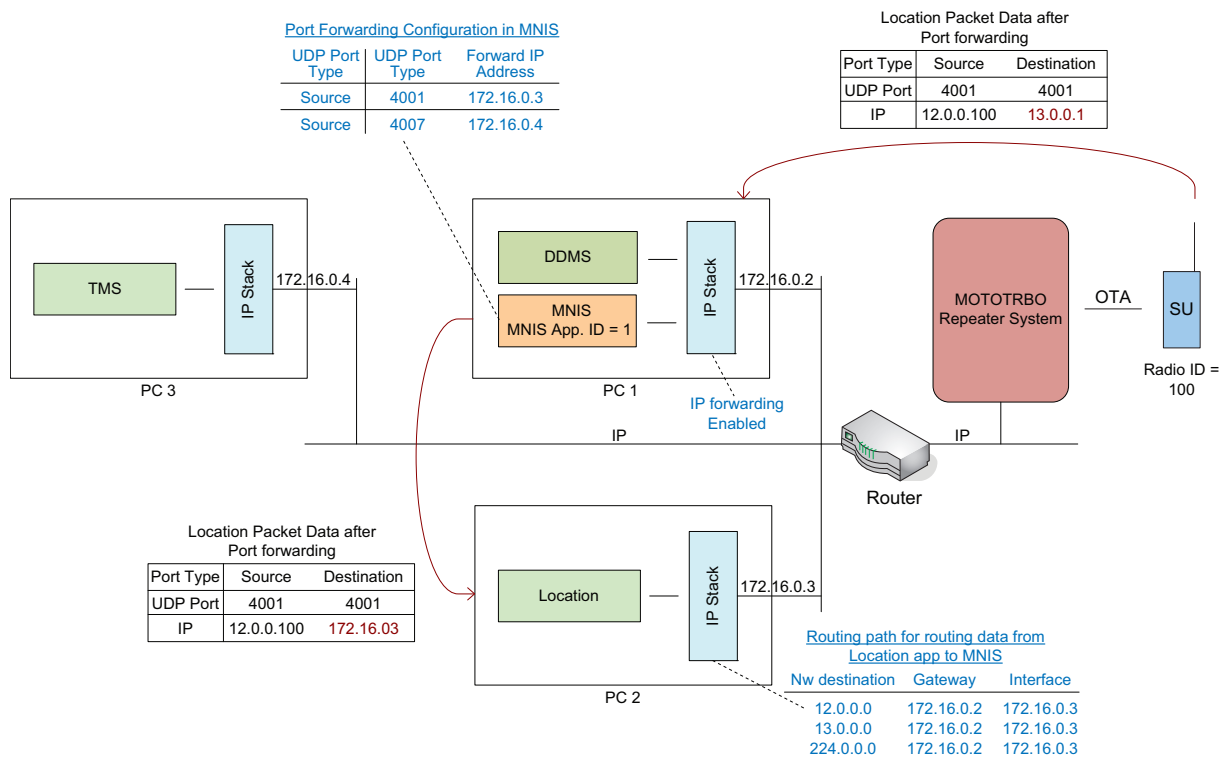 Port Forwarding Configuration in MNIS
UDP Port Type UDP Port Type Forward IP Address
Source 4001 172.16.0.3
Source 4007 172.16.0.4
Location Packet Data after
Port forwarding
Port Type Source Destination
UDP Port 4001 4001
IP 12.0.0.100 13.0.0.1
TMS
IP Stack
172.16.0.4
PC 3
DDMS
MNIS
MNIS App. ID = 1
IP Stack
172.16.0.2
PC 1
IP forwarding
Enabled
MOTOTRBO
Repeater System
OTA
SU
Radio ID =
100
IP
IP
Router
Location Packet Data after
Port forwarding
Port Type Source Destination
UDP Port 4001 4001
IP 12.0.0.100 172.16.03
Location
IP Stack
172.16.0.3
PC 2
Routing path for routing data from
Location app to MNIS
Nw destination Gateway Interface
12.0.0.0 172.16.0.2 172.16.0.3
13.0.0.0 172.16.0.2 172.16.0.3
224.0.0.0 172.16.0.2 172.16.0.3